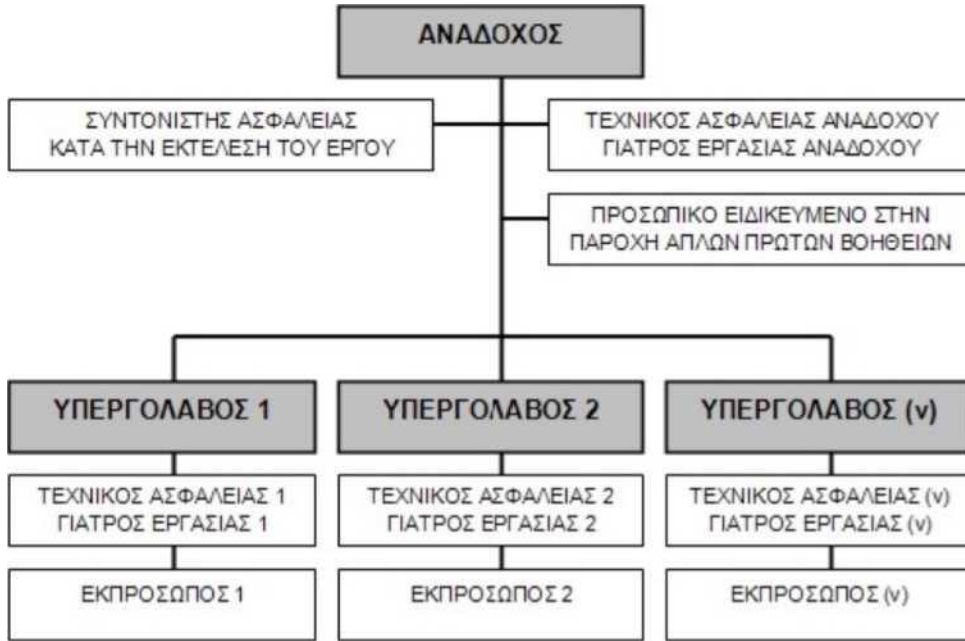 ΑΝΑΔΟΧΟΣ
ΣΥΝΤΟΝΙΣΤΗΣ ΑΣΦΑΛΕΙΑΣ
ΚΑΤΑ ΤΗΝ ΕΚΤΕΛΕΣΗ ΤΟΥ ΕΡΓΟΥ
ΤΕΧΝΙΚΟΣ ΑΣΦΑΛΕΙΑΣ ΑΝΑΔΟΧΟΥ
ΓΙΑΤΡΟΣ ΕΡΓΑΣΙΑΣ ΑΝΑΔΟΧΟΥ
ΠΡΟΣΩΠΙΚΟ ΕΙΔΙΚΕΥΜΕΝΟ ΣΤΗΝ
ΠΑΡΟΧΗ ΑΠΛΩΝ ΠΡΩΤΩΝ ΒΟΗΘΕΙΩΝ
ΥΠΕΡΓΟΛΑΒΟΣ 1
ΥΠΕΡΓΟΛΑΒΟΣ 2
ΥΠΕΡΓΟΛΑΒΟΣ (ν)
ΤΕΧΝΙΚΟΣ ΑΣΦΑΛΕΙΑΣ 1
ΓΙΑΤΡΟΣ ΕΡΓΑΣΙΑΣ 1
ΤΕΧΝΙΚΟΣ ΑΣΦΑΛΕΙΑΣ 2
ΓΙΑΤΡΟΣ ΕΡΓΑΣΙΑΣ 2
ΤΕΧΝΙΚΟΣ ΑΣΦΑΛΕΙΑΣ (ν)
ΓΙΑΤΡΟΣ ΕΡΓΑΣΙΑΣ (ν)
ΕΚΠΡΟΣΩΠΟΣ 1
ΕΚΠΡΟΣΩΠΟΣ 2
ΕΚΠΡΟΣΩΠΟΣ (ν)